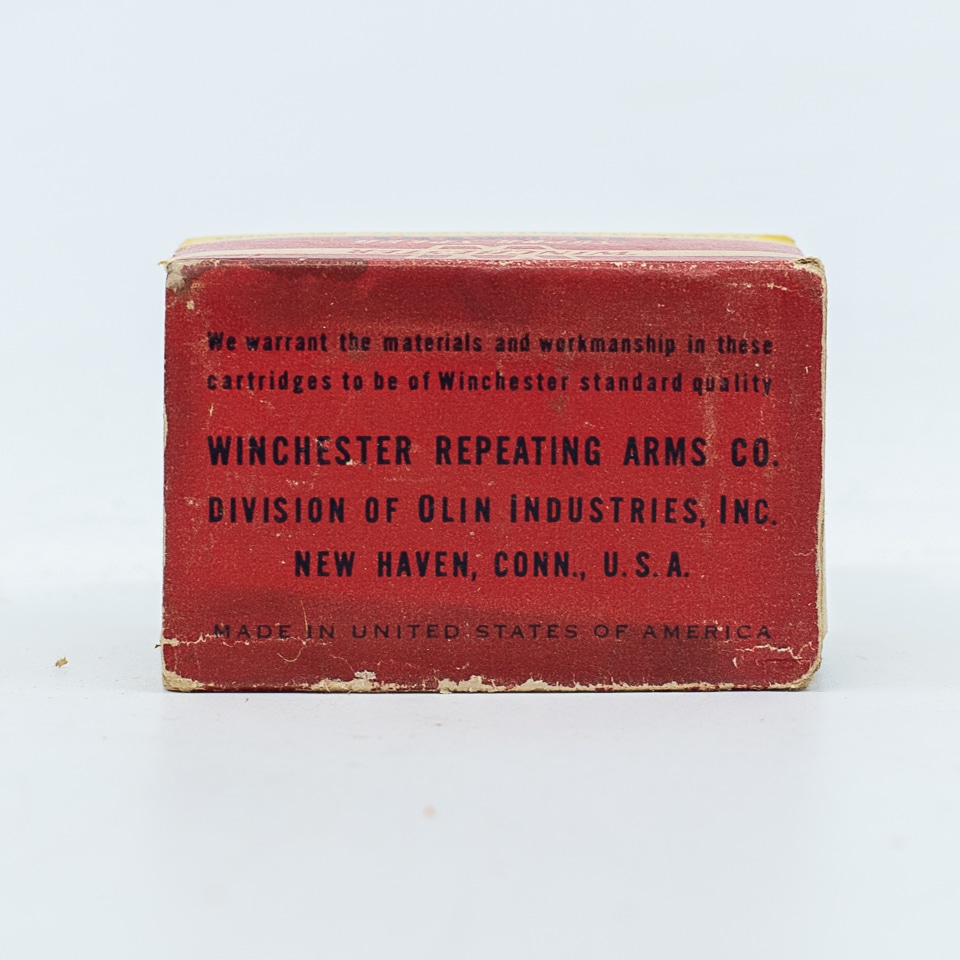 We warrant the materials and workmanship in these
cartridges to be of Winchester standard quality
WINCHESTER REPEATING ARMS CO.
DIVISION OF OLIN INDUSTRIES, INC.
NEW HAVEN, CONN., U.S.A.
MADE IN UNITED STATES OF AMERICA